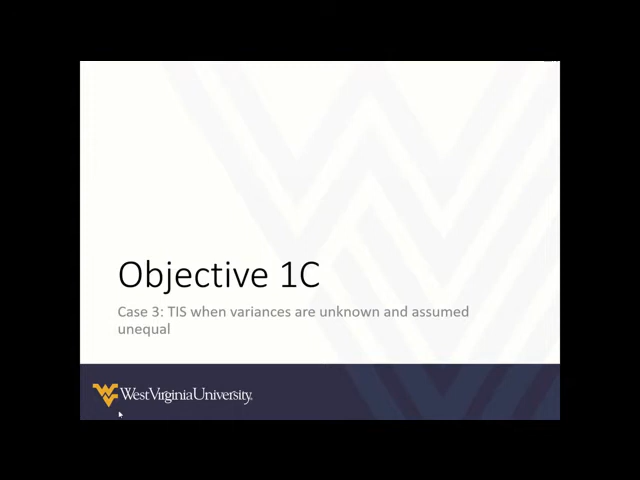 Objective 1C
Case 3: TIS when variances are unknown and assumed
unequal
WestVirginiaUniversity.